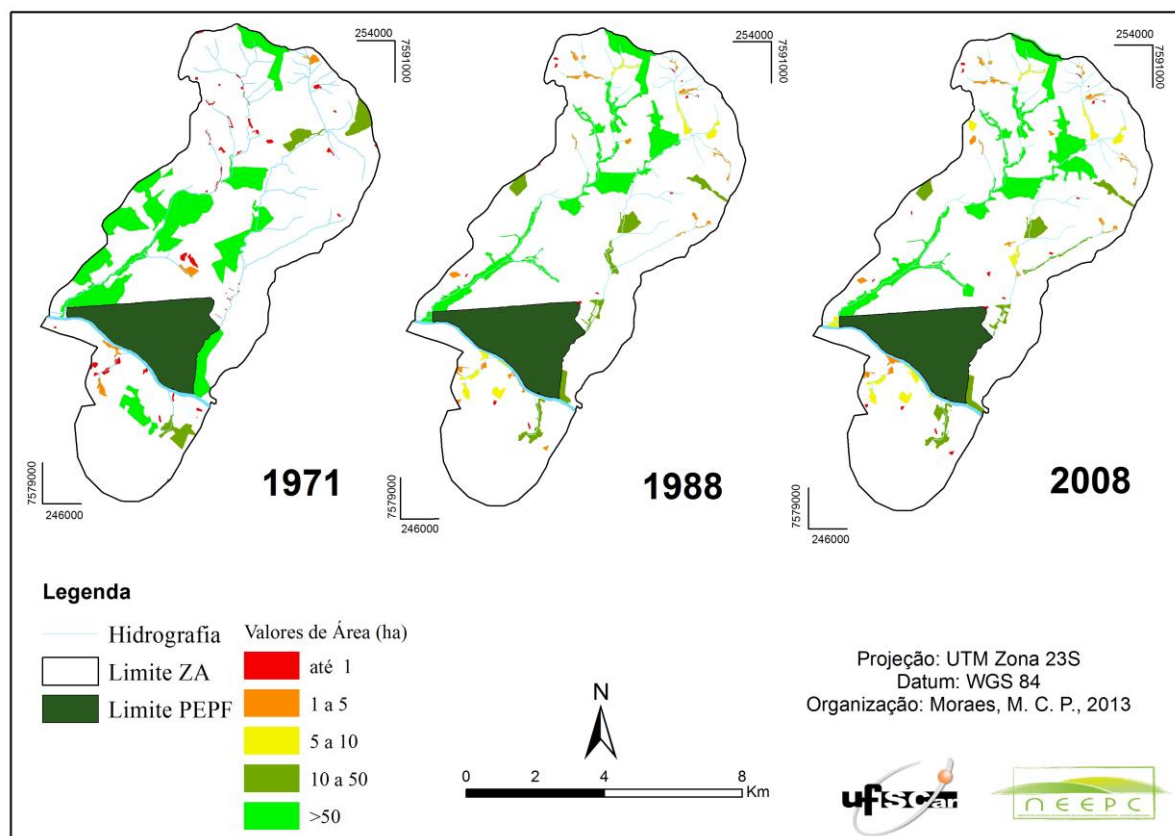 254000
7591000
1971
7579000
246000
254000
7591000
1988
7579000
246000
254000
7591000
2008
7579000
246000
Legenda
Hidrografia
Limite ZA
Limite PEPF
Valores de Área (ha)
até 1
1 a 5
5 a 10
10 a 50
>50
N
0 2 4 8
Km
Projeção: UTM Zona 23S
Datum: WGS 84
Organização: Moraes, M. C. P., 2013
ufscar
NEEPC